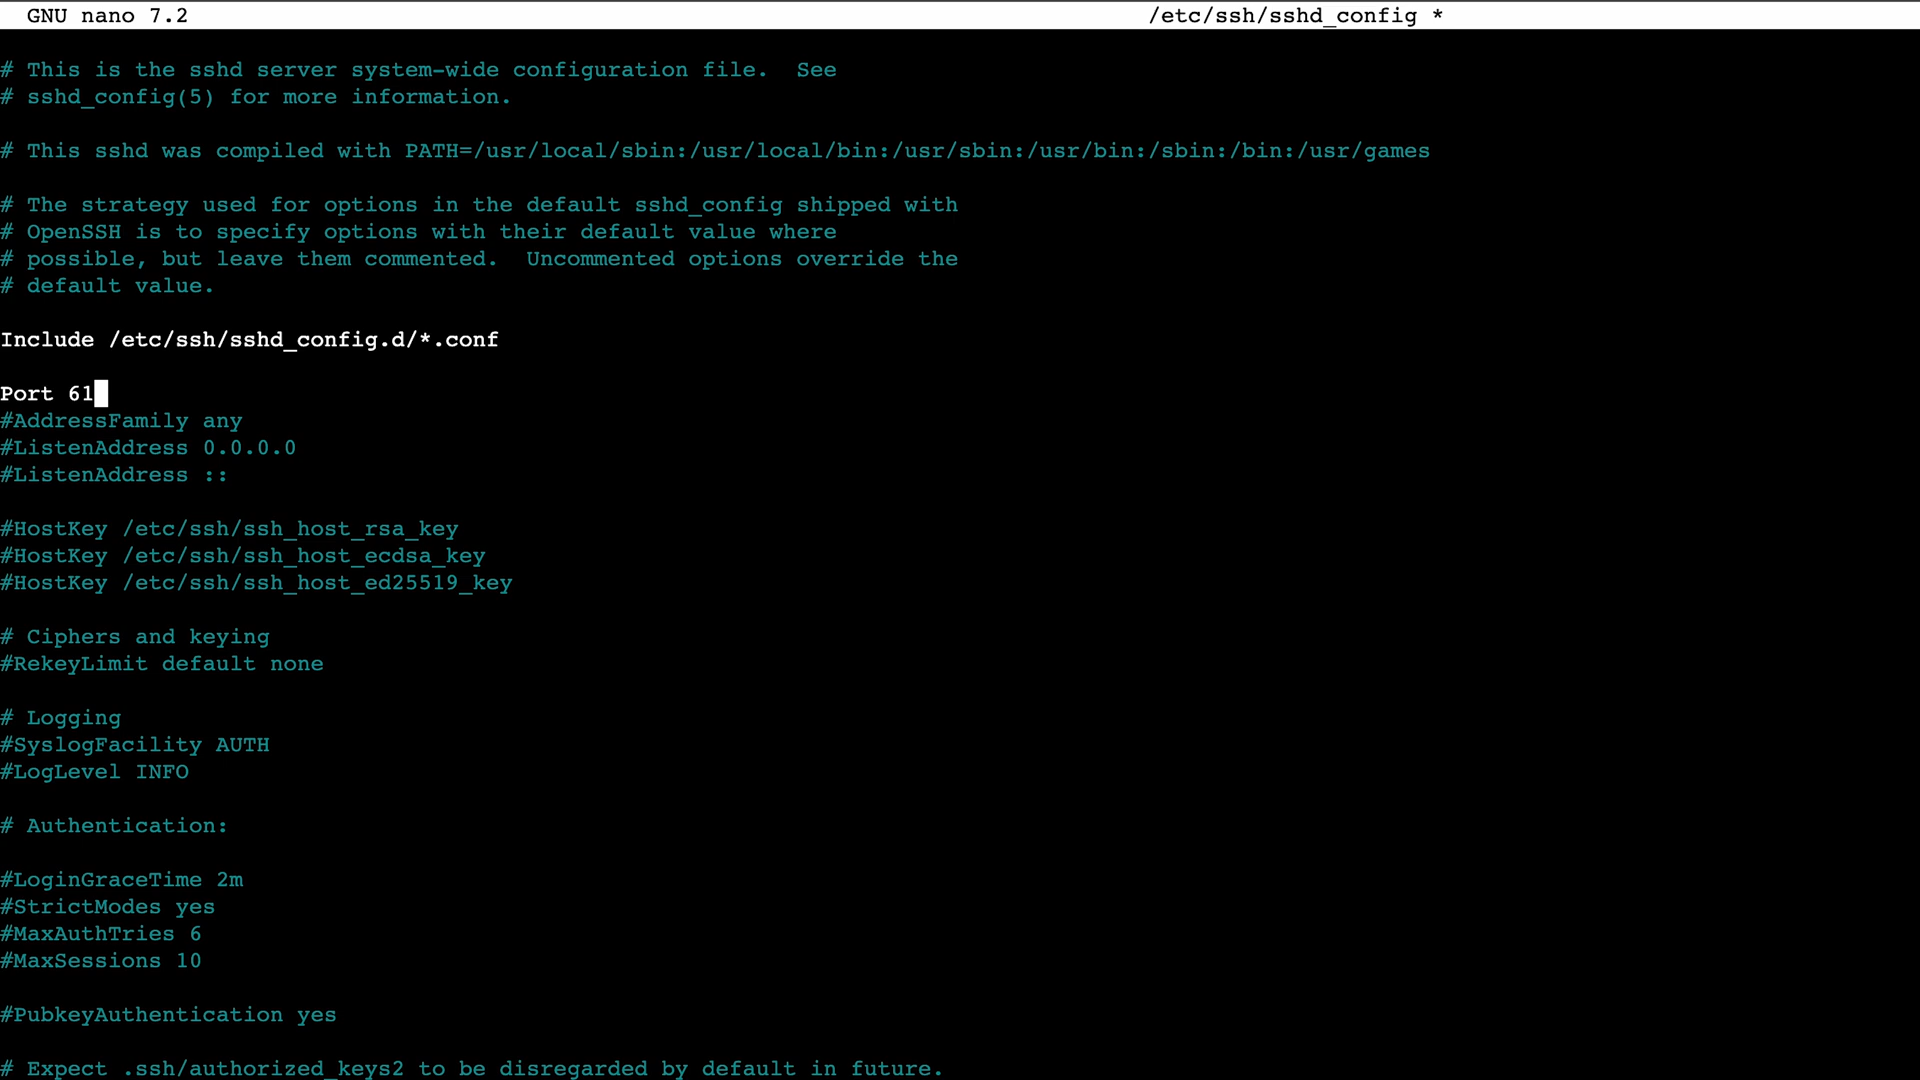 GNU nano 7.2 /etc/ssh/sshd_config *
# This is the sshd server system-wide configuration file.  See
# sshd_config(5) for more information.
# This sshd was compiled with PATH=/usr/local/sbin:/usr/local/bin:/usr/sbin:/usr/bin:/sbin:/bin:/usr/games
# The strategy used for options in the default sshd_config shipped with
# OpenSSH is to specify options with their default value where
# possible, but leave them commented.  Uncommented options override the
# default value.
Include /etc/ssh/sshd_config.d/*.conf
Port 61
#AddressFamily any
#ListenAddress 0.0.0.0
#ListenAddress ::
#HostKey /etc/ssh/ssh_host_rsa_key
#HostKey /etc/ssh/ssh_host_ecdsa_key
#HostKey /etc/ssh/ssh_host_ed25519_key
# Ciphers and keying
#RekeyLimit default none
# Logging
#SyslogFacility AUTH
#LogLevel INFO
# Authentication:
#LoginGraceTime 2m
#StrictModes yes
#MaxAuthTries 6
#MaxSessions 10
#PubkeyAuthentication yes
# Expect .ssh/authorized_keys2 to be disregarded by default in future.